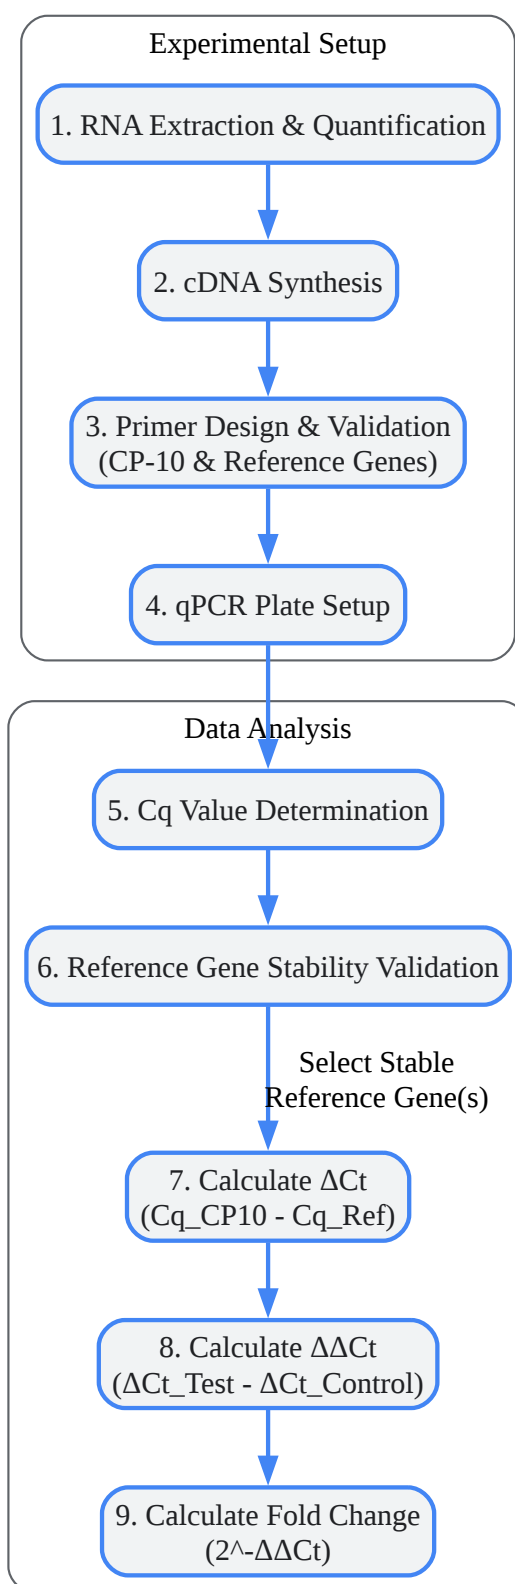 Experimental Setup
1. RNA Extraction & Quantification
2. cDNA Synthesis
3. Primer Design & Validation
(CP-10 & Reference Genes)
4. qPCR Plate Setup
Data Analysis
5. Cq Value Determination
6. Reference Gene Stability Validation
Select Stable
Reference Gene(s)
7. Calculate ΔCt
(Cq_CP10 - Cq_Ref)
8. Calculate ΔΔCt
(ΔCt_Test - ΔCt_Control)
9. Calculate Fold Change
(2^-ΔΔCt)